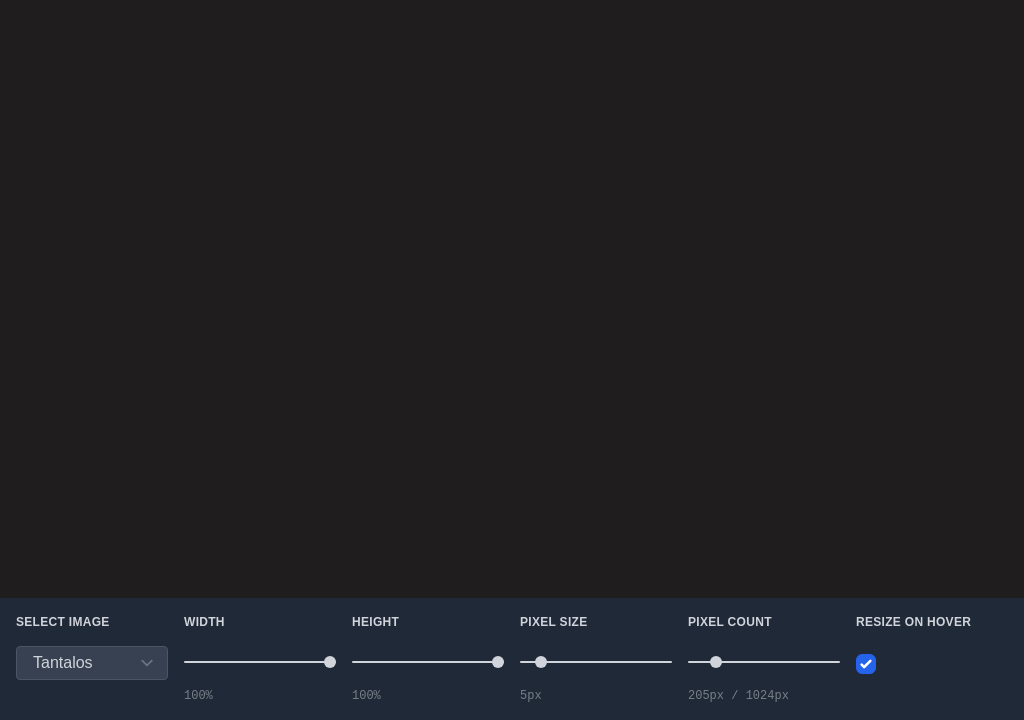 SELECT IMAGE
WIDTH
HEIGHT
PIXEL SIZE
PIXEL COUNT
RESIZE ON HOVER
Tantalos
100%
100%
5px
205px / 1024px